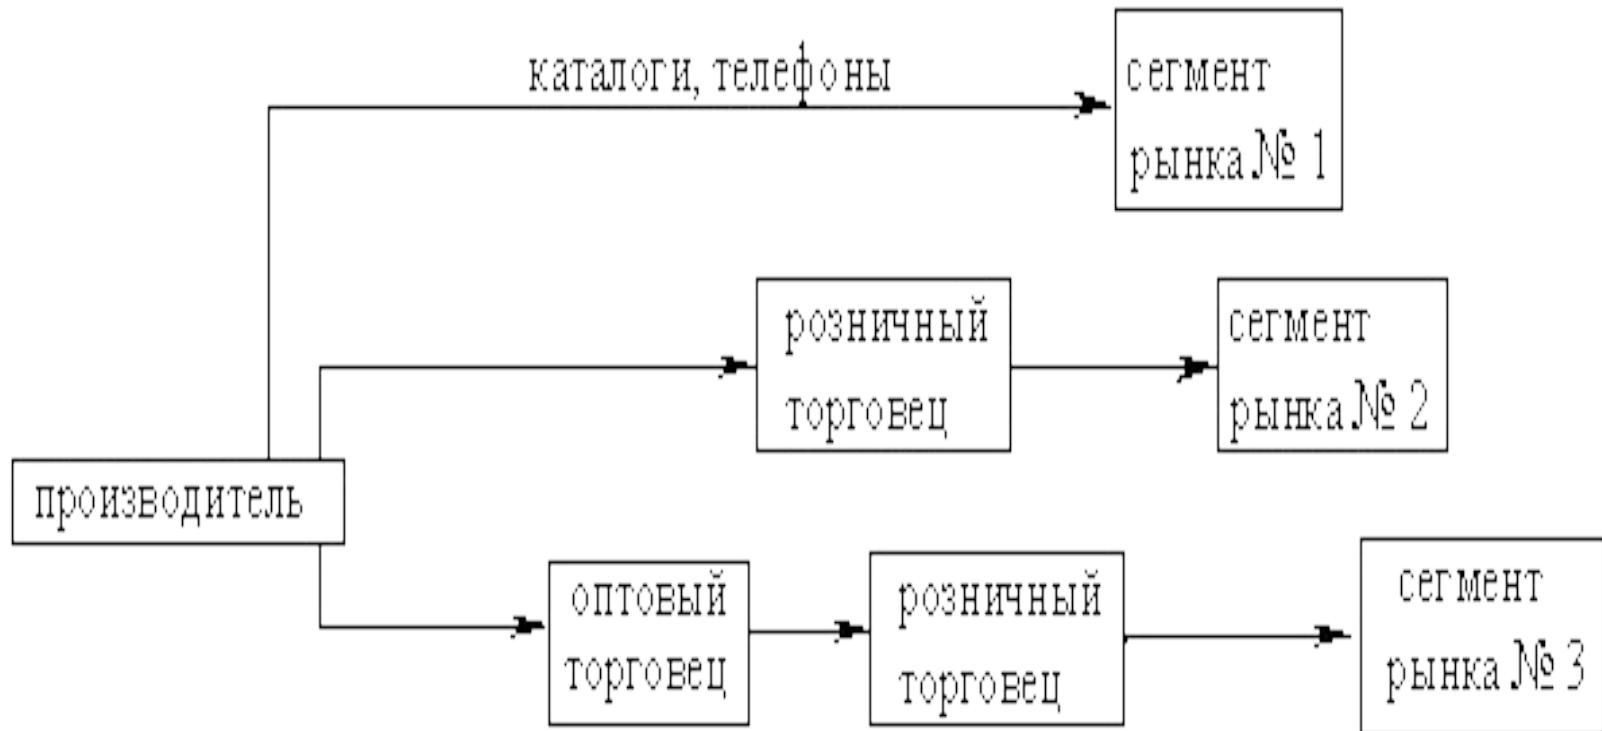 каталоги, телефоны
сегмент
рынка № 1
розничный
торговец
сегмент
рынка № 2
производитель
оптовый
торговец
розничный
торговец
сегмент
рынка № 3